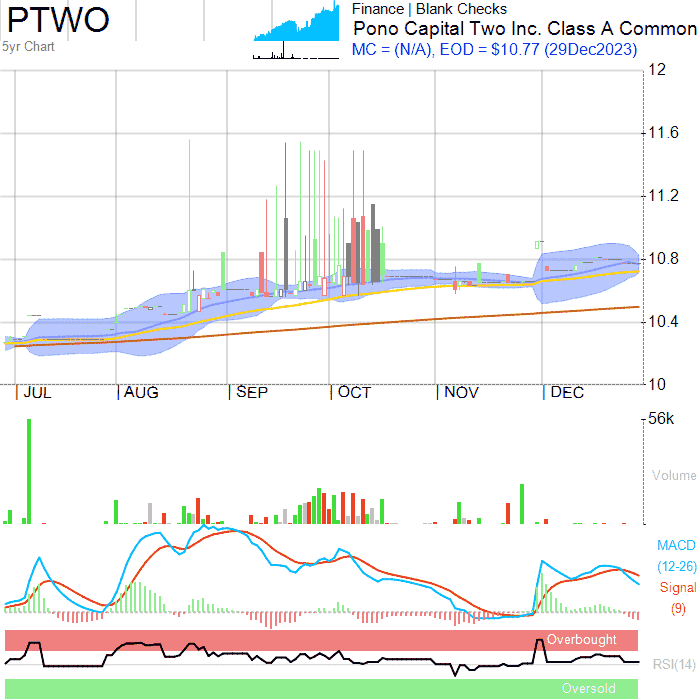 PTWO
5yr Chart
Finance | Blank Checks
Pono Capital Two Inc. Class A Common
MC = (N/A), EOD = $10.77 (29Dec2023)
12
11.6
11.2
10.8
10.4
10
| JUL | AUG | SEP | OCT | NOV | DEC
56k
Volume
MACD
(12-26)
Signal
(9)
Overbought
RSI(14)
Oversold